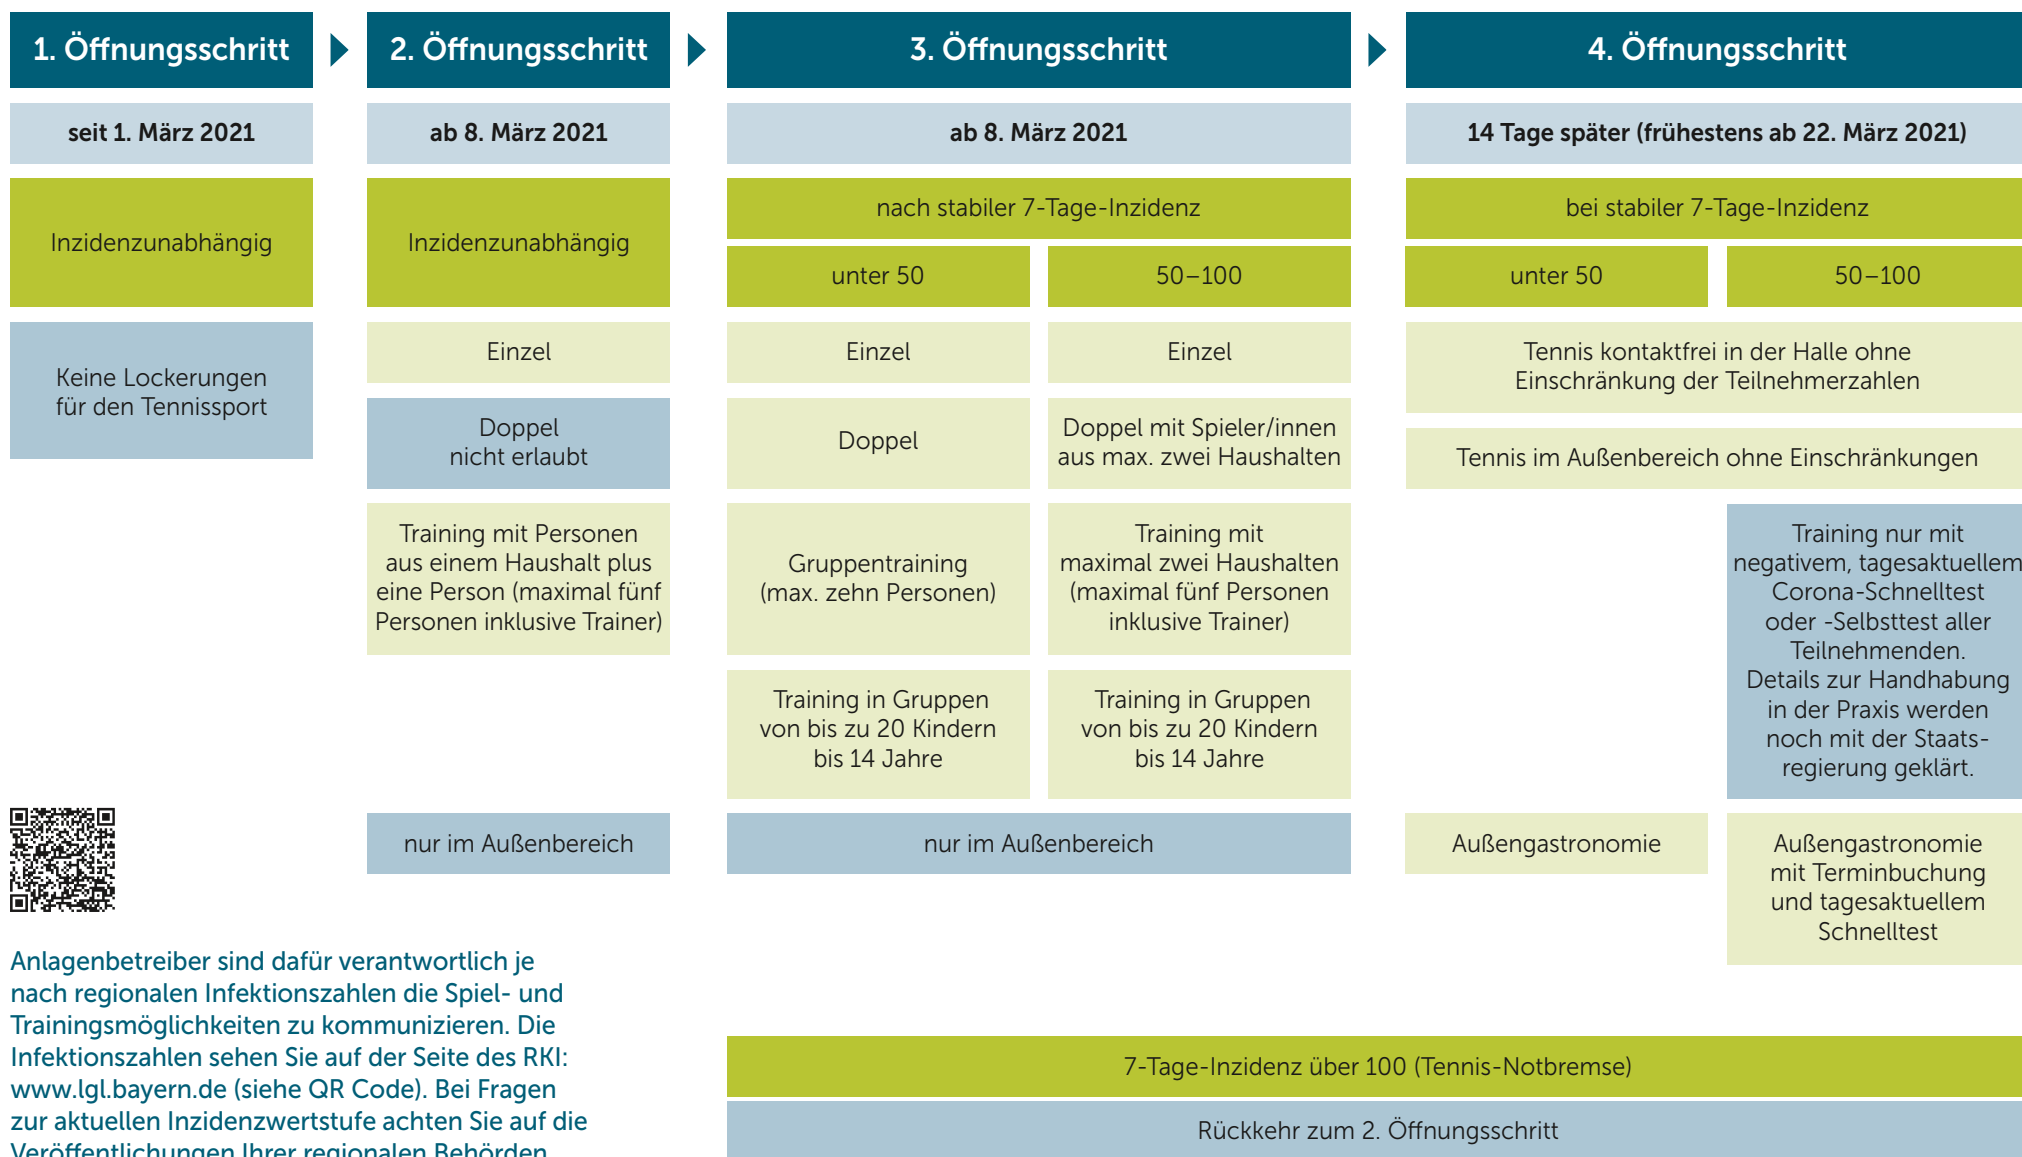 1. Öffnungsschritt
seit 1. März 2021
Inzidenzunabhängig
Keine Lockerungen
für den Tennissport
2. Öffnungsschritt
ab 8. März 2021
Inzidenzunabhängig
Einzel
Doppel
nicht erlaubt
Training mit Personen
aus einem Haushalt plus
eine Person (maximal fünf
Personen inklusive Trainer)
nur im Außenbereich
3. Öffnungsschritt
ab 8. März 2021
nach stabiler 7-Tage-Inzidenz
unter 50
Einzel
Doppel
Gruppentraining
(max. zehn Personen)
Training in Gruppen
von bis zu 20 Kindern
bis 14 Jahre
50–100
Einzel
Doppel mit Spieler/innen
aus max. zwei Haushalten
Training mit
maximal zwei Haushalten
(maximal fünf Personen
inklusive Trainer)
Training in Gruppen
von bis zu 20 Kindern
bis 14 Jahre
nur im Außenbereich
4. Öffnungsschritt
14 Tage später (frühestens ab 22. März 2021)
bei stabiler 7-Tage-Inzidenz
unter 50
50–100
Tennis kontaktfrei in der Halle ohne
Einschränkung der Teilnehmerzahlen
Tennis im Außenbereich ohne Einschränkungen
Training nur mit
negativem, tagesaktuellem
Corona-Schnelltest
oder -Selbsttest aller
Teilnehmenden.
Details zur Handhabung
in der Praxis werden
noch mit der Staats-
regierung geklärt.
Außengastronomie
Außengastronomie
mit Terminbuchung
und tagesaktuellem
Schnelltest
Anlagenbetreiber sind dafür verantwortlich je
nach regionalen Infektionszahlen die Spiel- und
Trainingsmöglichkeiten zu kommunizieren. Die
Infektionszahlen sehen Sie auf der Seite des RKI:
www.lgl.bayern.de (siehe QR Code). Bei Fragen
zur aktuellen Inzidenzwertstufe achten Sie auf die
Veröffentlichungen Ihrer regionalen Behörden
7-Tage-Inzidenz über 100 (Tennis-Notbremse)
Rückkehr zum 2. Öffnungsschritt